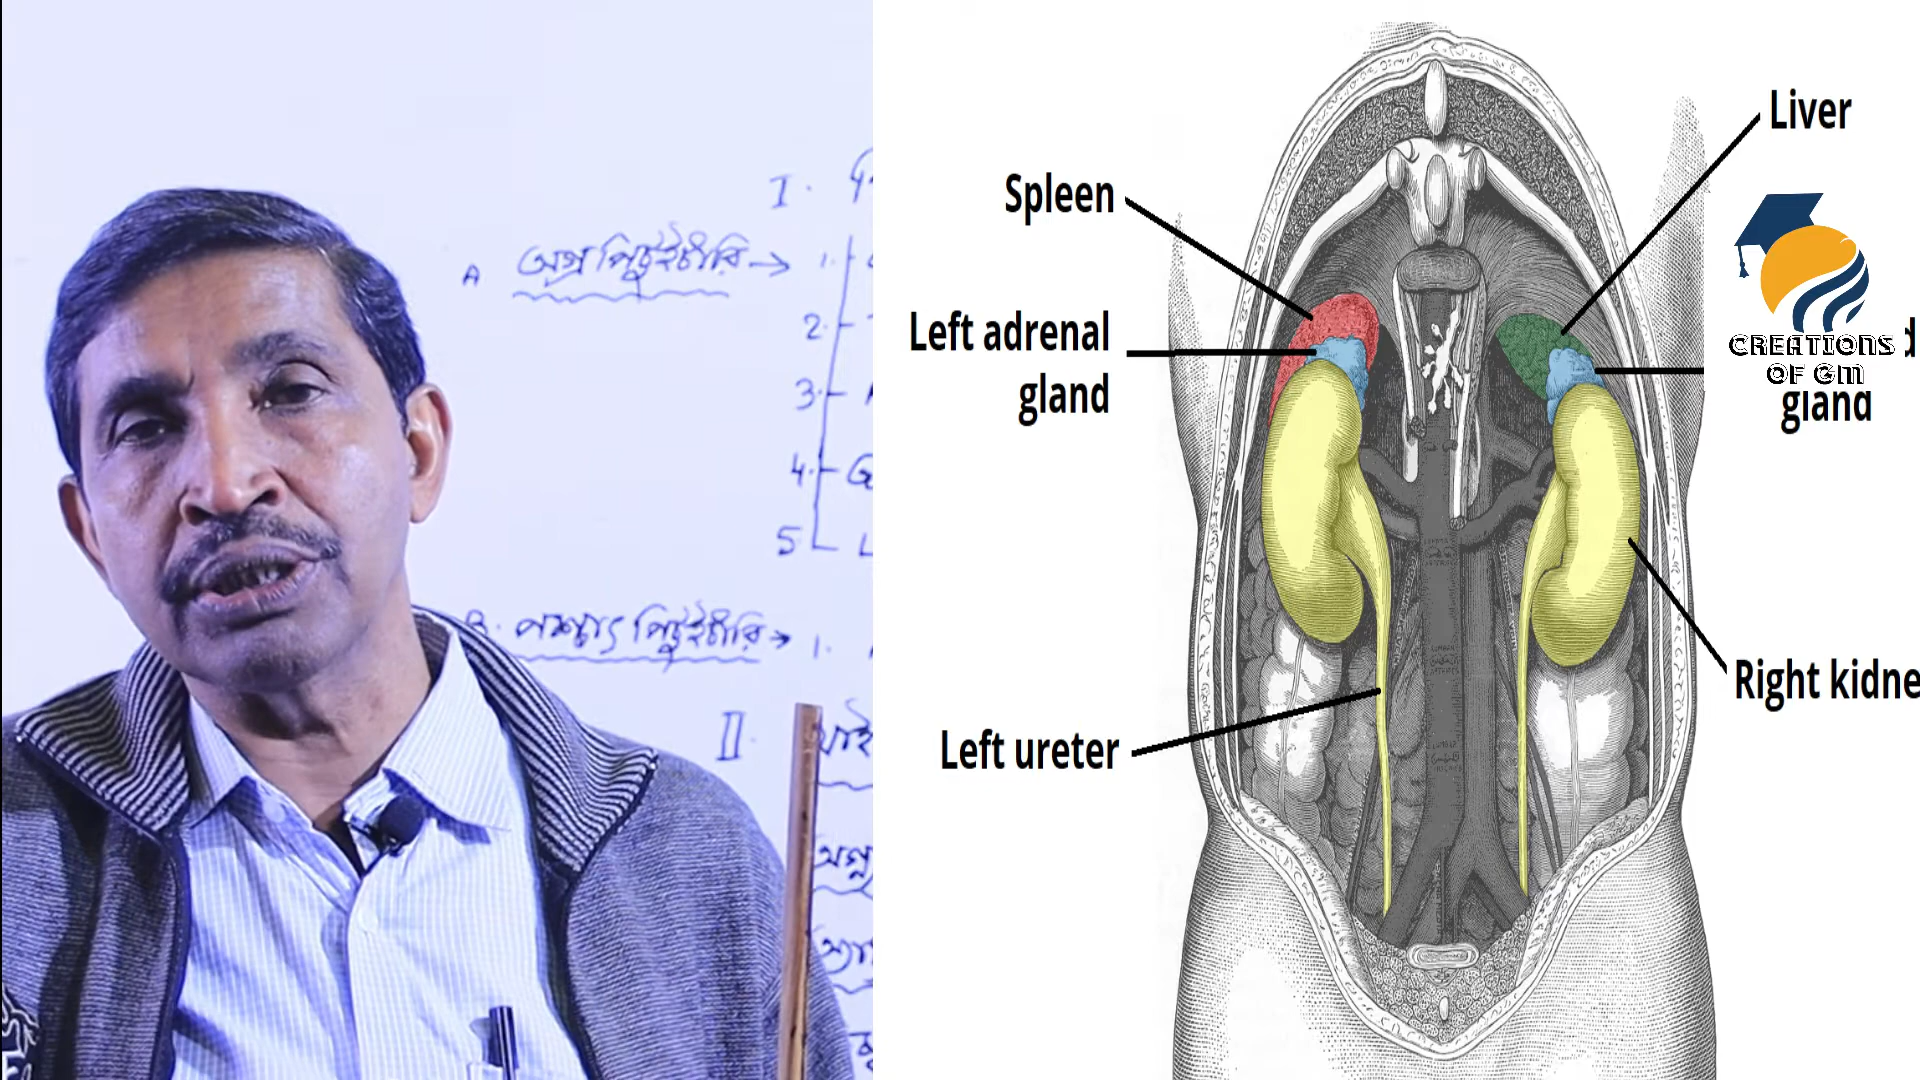 I.
A অগ্র পিটুইটারি → 1.
2.
3.
4. G
5 L
B. পশ্চাৎ পিটুইটারি → 1.
II.
Liver
Spleen
Left adrenal
gland
CREATIONS
OF GM
gland
Right kidne
Left ureter